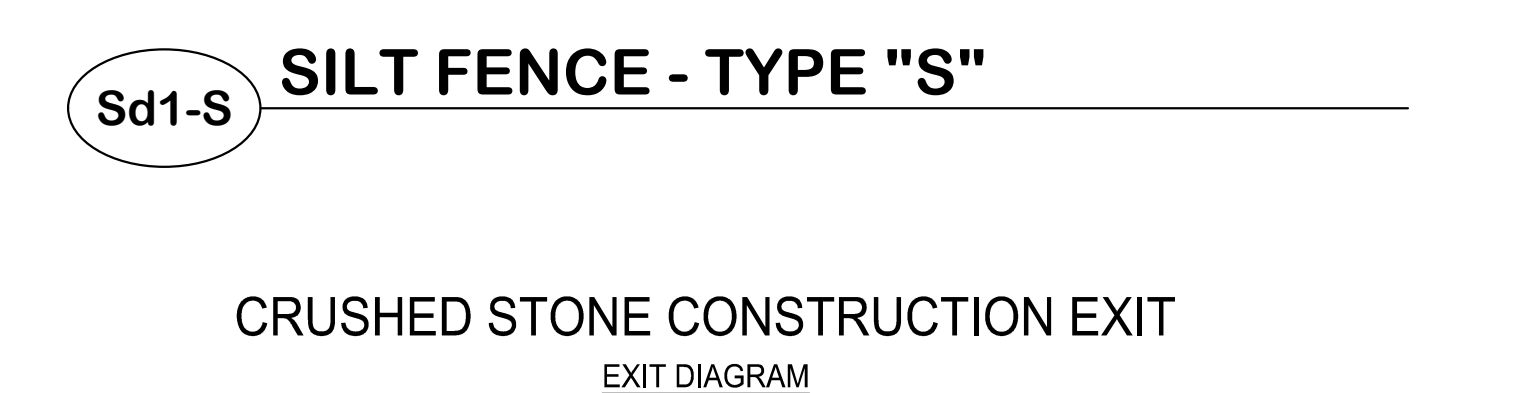 Sd1-S
SILT FENCE - TYPE "S"
CRUSHED STONE CONSTRUCTION EXIT
EXIT DIAGRAM